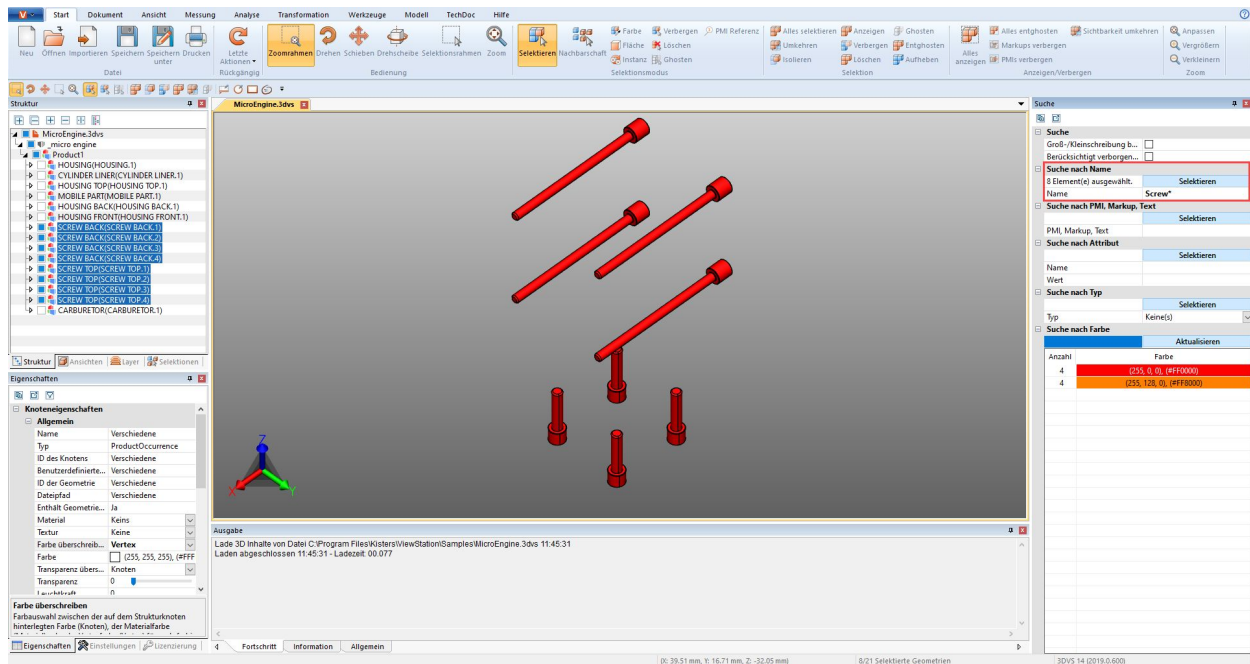 Start Dokument Ansicht Messung Analyse Transformation Werkzeuge Modell TechDoc Hilfe
Neu Öffnen Importieren Speichern Speichern unter Drucken
Datei
Letzte Aktionen
Rückgängig
Zoomrahmen Drehen Schieben Drehscheibe Selektionsrahmen Zoom
Bedienung
Selektieren Nachbarschaft
Farbe Verbergen PMI Referenz
Fläche Löschen
Instanz Ghosten
Selektionsmodus
Alles selektieren Anzeigen Ghosten
Umkehren Verbergen Entghosten
Isolieren Löschen Aufheben
Selektion
Alles anzeigen
Alles entghosten Sichtbarkeit umkehren
Markups verbergen
PMIs verbergen
Anzeigen/Verbergen
Anpassen
Vergrößern
Verkleinern
Zoom
Struktur
MicroEngine.3dvs
_micro engine
Product1
HOUSING(HOUSING.1)
CYLINDER LINER(CYLINDER LINER.1)
HOUSING TOP(HOUSING TOP.1)
MOBILE PART(MOBILE PART.1)
HOUSING BACK(HOUSING BACK.1)
HOUSING FRONT(HOUSING FRONT.1)
SCREW BACK(SCREW BACK.1)
SCREW BACK(SCREW BACK.2)
SCREW BACK(SCREW BACK.3)
SCREW BACK(SCREW BACK.4)
SCREW TOP(SCREW TOP.1)
SCREW TOP(SCREW TOP.2)
SCREW TOP(SCREW TOP.3)
SCREW TOP(SCREW TOP.4)
CARBURETOR(CARBURETOR.1)
Struktur Ansichten Layer Selektionen
Eigenschaften
Knoteneigenschaften
Allgemein
Name Verschiedene
Typ ProductOccurrence
ID des Knotens Verschiedene
Benutzerdefinierte... Verschiedene
ID der Geometrie Verschiedene
Dateipfad Verschiedene
Enthält Geometrie... Ja
Material Keins
Textur Keine
Farbe überschreib... Vertex
Farbe (255, 255, 255), (#FFF
Transparenz übers... Knoten
Transparenz 0
Leuchtkraft 0
Farbe überschreiben
Farbauswahl zwischen der auf dem Strukturknoten
hinterlegten Farbe (Knoten), der Materialfarbe
Eigenschaften Einstellungen Lizenzierung
MicroEngine.3dvs
Z
X
Y
Ausgabe
Lade 3D Inhalte von Datei C:\Program Files\Kisters\ViewStation\Samples\MicroEngine.3dvs 11:45:31
Laden abgeschlossen 11:45:31 - Ladezeit: 00.077
Fortschritt Information Allgemein
Suche
Suche
Groß-/Kleinschreibung b...
Berücksichtigt verborgen...
Suche nach Name
8 Element(e) ausgewählt. Selektieren
Name Screw*
Suche nach PMI, Markup, Text
Selektieren
PMI, Markup, Text
Suche nach Attribut
Selektieren
Name
Wert
Suche nach Typ
Selektieren
Typ Keine(s)
Suche nach Farbe
Aktualisieren
Anzahl Farbe
4 (255, 0, 0), (#FF0000)
4 (255, 128, 0), (#FF8000)
(X: 39.51 mm, Y: 16.71 mm, Z: -32.05 mm) 8/21 Selektierte Geometrien 3DVS 14 (2019.0.600)